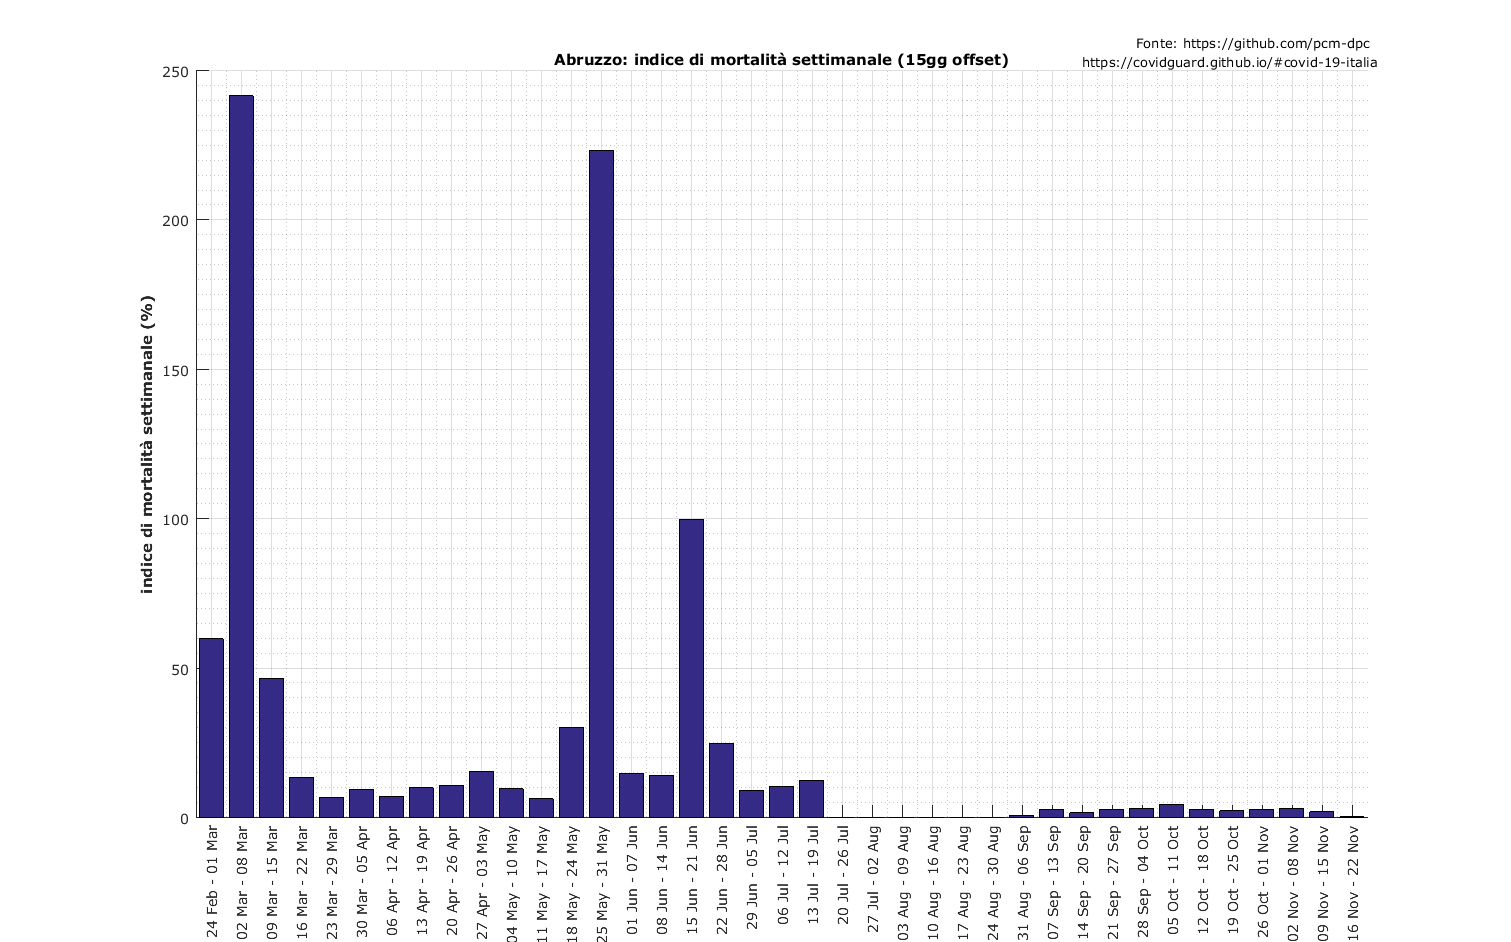 Fonte: https://github.com/pcm-dpc
https://covidguard.github.io/#covid-19-italia
Abruzzo: indice di mortalità settimanale (15gg offset)
indice di mortalità settimanale (%)
250
200
150
100
50
0
24 Feb - 01 Mar
02 Mar - 08 Mar
09 Mar - 15 Mar
16 Mar - 22 Mar
23 Mar - 29 Mar
30 Mar - 05 Apr
06 Apr - 12 Apr
13 Apr - 19 Apr
20 Apr - 26 Apr
27 Apr - 03 May
04 May - 10 May
11 May - 17 May
18 May - 24 May
25 May - 31 May
01 Jun - 07 Jun
08 Jun - 14 Jun
15 Jun - 21 Jun
22 Jun - 28 Jun
29 Jun - 05 Jul
06 Jul - 12 Jul
13 Jul - 19 Jul
20 Jul - 26 Jul
27 Jul - 02 Aug
03 Aug - 09 Aug
10 Aug - 16 Aug
17 Aug - 23 Aug
24 Aug - 30 Aug
31 Aug - 06 Sep
07 Sep - 13 Sep
14 Sep - 20 Sep
21 Sep - 27 Sep
28 Sep - 04 Oct
05 Oct - 11 Oct
12 Oct - 18 Oct
19 Oct - 25 Oct
26 Oct - 01 Nov
02 Nov - 08 Nov
09 Nov - 15 Nov
16 Nov - 22 Nov